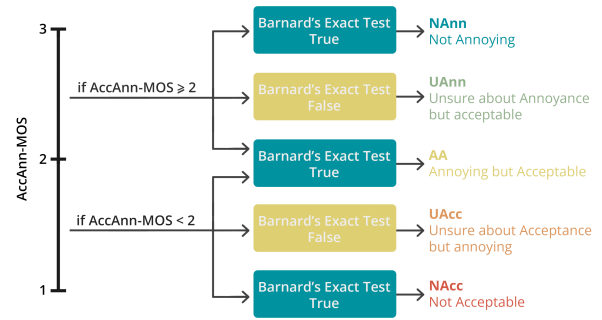 3
2
1
AccAnn-MOS
if AccAnn-MOS ⩾ 2
if AccAnn-MOS < 2
Barnard's Exact Test
True
NAnn
Not Annoying
Barnard's Exact Test
False
UAnn
Unsure about Annoyance
but acceptable
Barnard's Exact Test
True
AA
Annoying but Acceptable
Barnard's Exact Test
False
UAcc
Unsure about Acceptance
but annoying
Barnard's Exact Test
True
NAcc
Not Acceptable